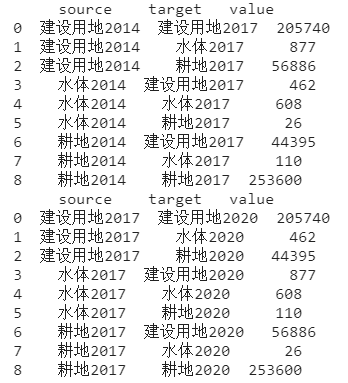 source target value
0 建设用地2014 建设用地2017 205740
1 建设用地2014 水体2017 877
2 建设用地2014 耕地2017 56886
3 水体2014 建设用地2017 462
4 水体2014 水体2017 608
5 水体2014 耕地2017 26
6 耕地2014 建设用地2017 44395
7 耕地2014 水体2017 110
8 耕地2014 耕地2017 253600
source target value
0 建设用地2017 建设用地2020 205740
1 建设用地2017 水体2020 462
2 建设用地2017 耕地2020 44395
3 水体2017 建设用地2020 877
4 水体2017 水体2020 608
5 水体2017 耕地2020 110
6 耕地2017 建设用地2020 56886
7 耕地2017 水体2020 26
8 耕地2017 耕地2020 253600